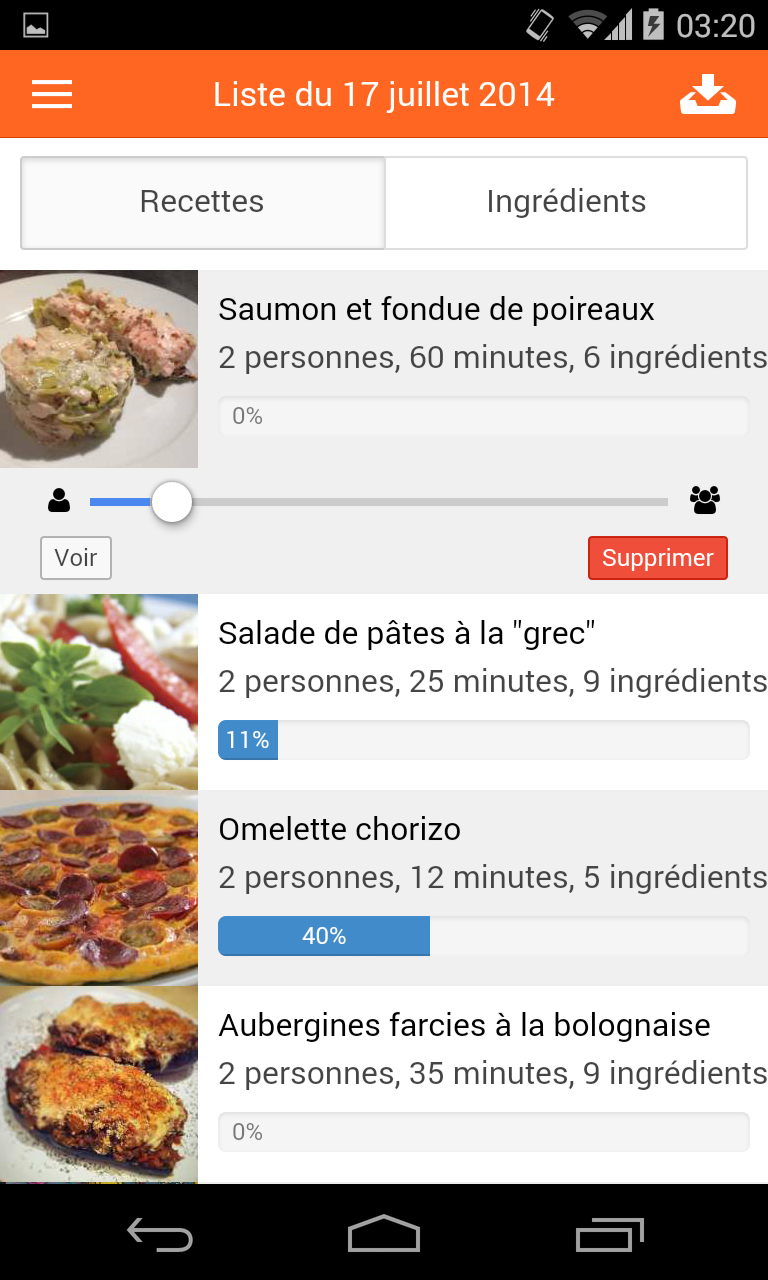 03:20
Liste du 17 juillet 2014
Recettes
Ingrédients
Saumon et fondue de poireaux
2 personnes, 60 minutes, 6 ingrédients
0%
Voir
Supprimer
Salade de pâtes à la "grec"
2 personnes, 25 minutes, 9 ingrédients
11%
Omelette chorizo
2 personnes, 12 minutes, 5 ingrédients
40%
Aubergines farcies à la bolognaise
2 personnes, 35 minutes, 9 ingrédients
0%